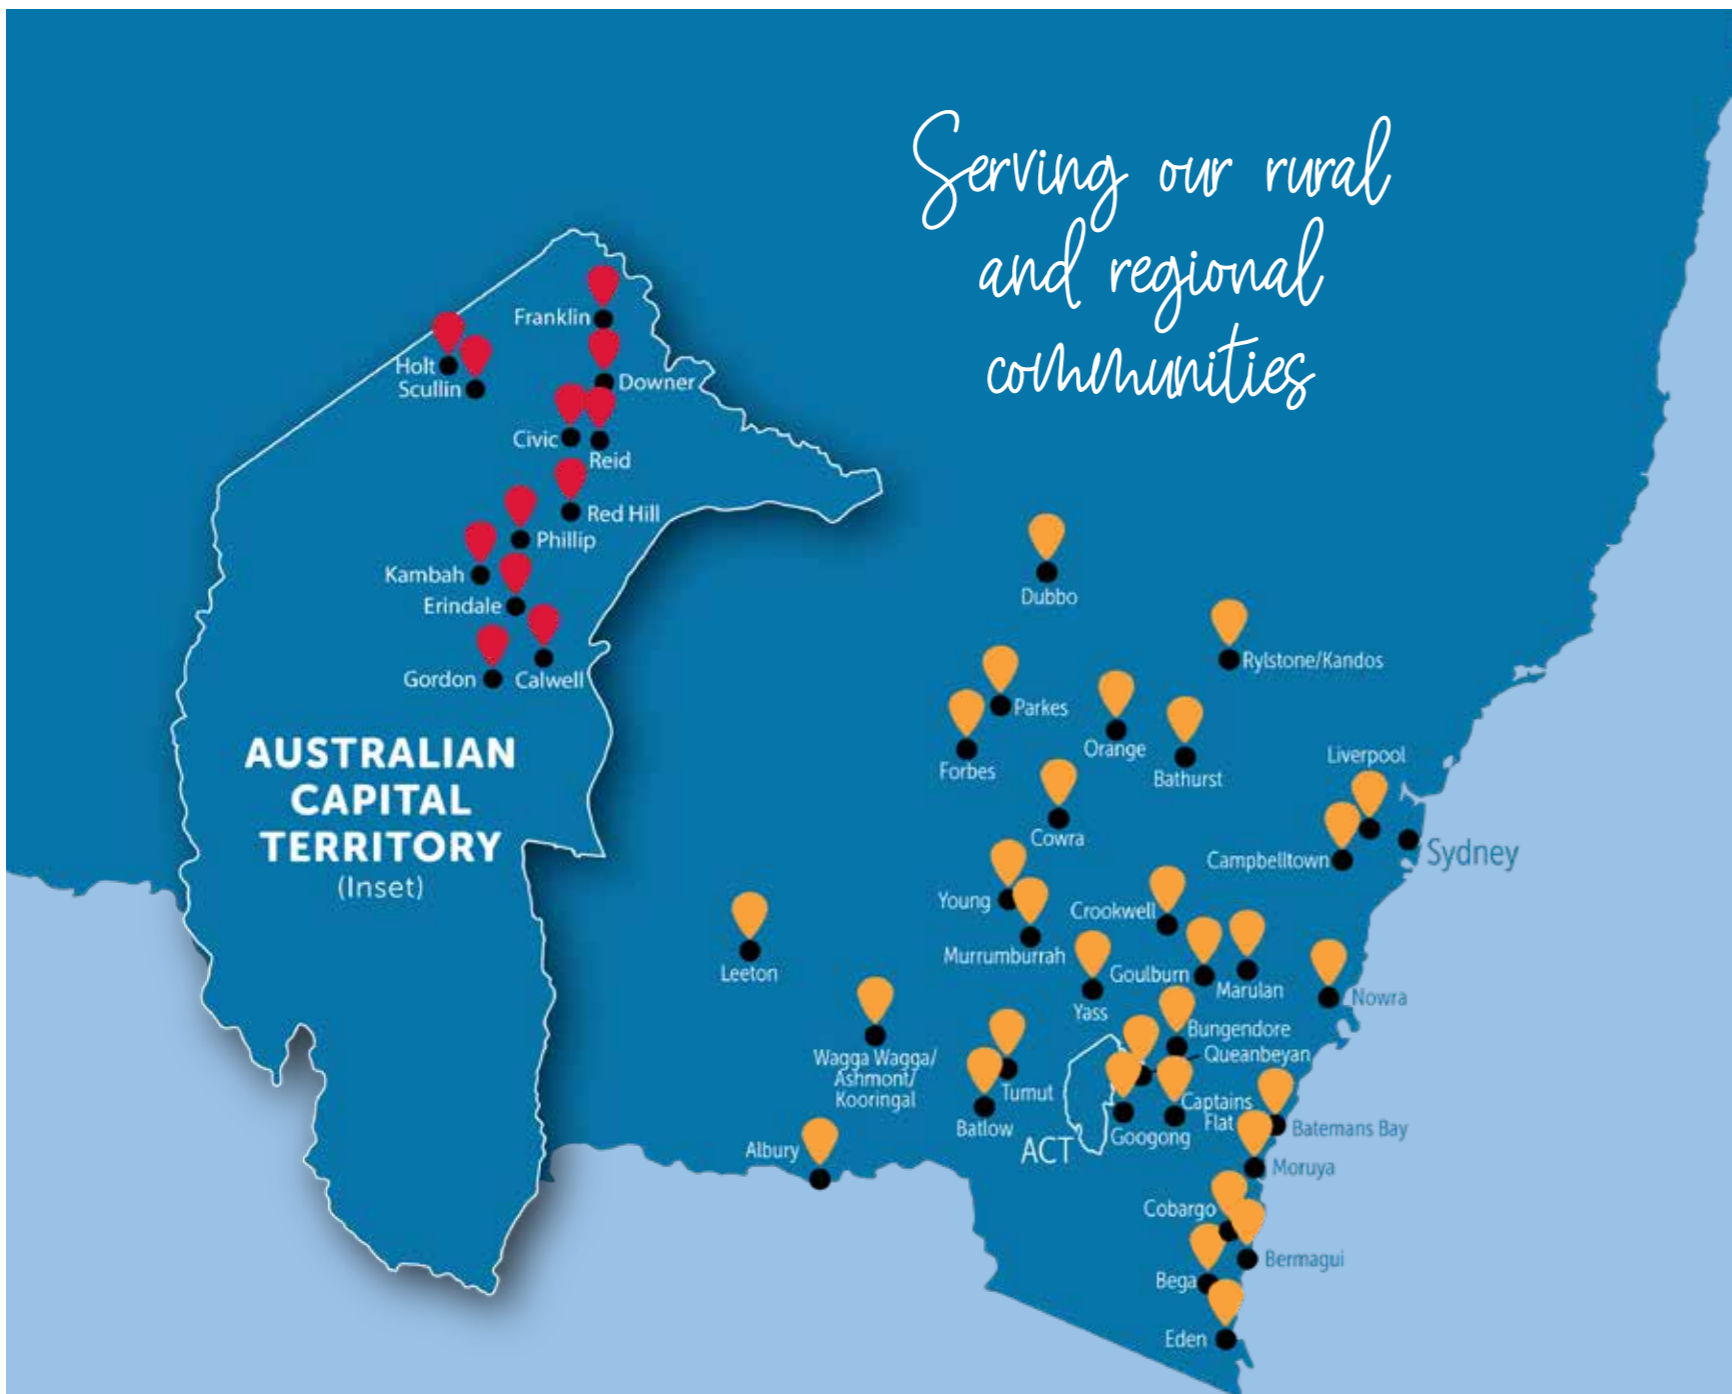 Serving our rural
and regional
communities
Franklin
Holt
Scullin
Downer
Civic
Reid
Red Hill
Phillip
Kambah
Erindale
Gordon
Calwell
AUSTRALIAN
CAPITAL
TERRITORY
(Inset)
Dubbo
Rylstone/Kandos
Parkes
Forbes
Orange
Bathurst
Liverpool
Cowra
Sydney
Campbelltown
Young
Crookwell
Murrumburrah
Goulburn
Marulan
Leeton
Nowra
Yass
Bungendore
Queanbeyan
Wagga Wagga/
Ashmont/
Kooringal
Tumut
Batlow
Captains
Flat
Googong
ACT
Batemans Bay
Albury
Moruya
Cobargo
Bermagui
Bega
Eden